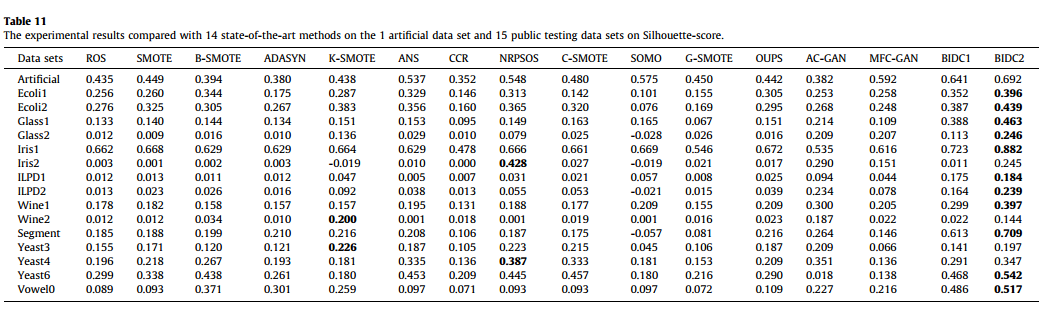 Table 11
The experimental results compared with 14 state-of-the-art methods on the 1 artificial data set and 15 public testing data sets on Silhouette-score.
Data sets ROS SMOTE B-SMOTE ADASYN K-SMOTE ANS CCR NRPSOS C-SMOTE SOMO G-SMOTE OUPS AC-GAN MFC-GAN BIDC1 BIDC2
Artificial 0.435 0.449 0.394 0.380 0.438 0.537 0.352 0.548 0.480 0.575 0.450 0.442 0.382 0.592 0.641 0.692
Ecoli1 0.256 0.260 0.344 0.175 0.287 0.329 0.146 0.313 0.142 0.101 0.155 0.305 0.253 0.258 0.352 0.396
Ecoli2 0.276 0.325 0.305 0.267 0.383 0.356 0.160 0.365 0.320 0.076 0.169 0.295 0.268 0.248 0.387 0.439
Glass1 0.133 0.140 0.144 0.134 0.151 0.153 0.095 0.149 0.163 0.165 0.067 0.151 0.214 0.109 0.388 0.463
Glass2 0.012 0.009 0.016 0.010 0.136 0.029 0.010 0.079 0.025 -0.028 0.026 0.016 0.209 0.207 0.113 0.246
Iris1 0.662 0.668 0.629 0.629 0.664 0.629 0.478 0.666 0.661 0.669 0.546 0.672 0.535 0.616 0.723 0.882
Iris2 0.003 0.001 0.002 0.003 -0.019 0.010 0.000 0.428 0.027 -0.019 0.021 0.017 0.290 0.151 0.011 0.245
ILPD1 0.012 0.013 0.011 0.012 0.047 0.005 0.007 0.031 0.021 0.057 0.008 0.025 0.094 0.044 0.175 0.184
ILPD2 0.013 0.023 0.026 0.016 0.092 0.038 0.013 0.055 0.053 -0.021 0.015 0.039 0.234 0.078 0.164 0.239
Wine1 0.178 0.182 0.158 0.157 0.157 0.195 0.131 0.188 0.177 0.209 0.155 0.209 0.300 0.205 0.299 0.397
Wine2 0.012 0.012 0.034 0.010 0.200 0.001 0.018 0.001 0.019 0.001 0.016 0.023 0.187 0.022 0.022 0.144
Segment 0.185 0.188 0.199 0.210 0.216 0.208 0.106 0.187 0.175 -0.057 0.081 0.216 0.264 0.146 0.613 0.709
Yeast3 0.155 0.171 0.120 0.121 0.226 0.187 0.105 0.223 0.215 0.045 0.106 0.187 0.209 0.066 0.141 0.197
Yeast4 0.196 0.218 0.267 0.193 0.181 0.335 0.136 0.387 0.333 0.181 0.153 0.209 0.351 0.136 0.291 0.347
Yeast6 0.299 0.338 0.438 0.261 0.180 0.453 0.209 0.445 0.457 0.180 0.216 0.290 0.018 0.138 0.468 0.542
Vowel0 0.089 0.093 0.371 0.301 0.259 0.097 0.071 0.093 0.093 0.097 0.072 0.109 0.227 0.216 0.486 0.517